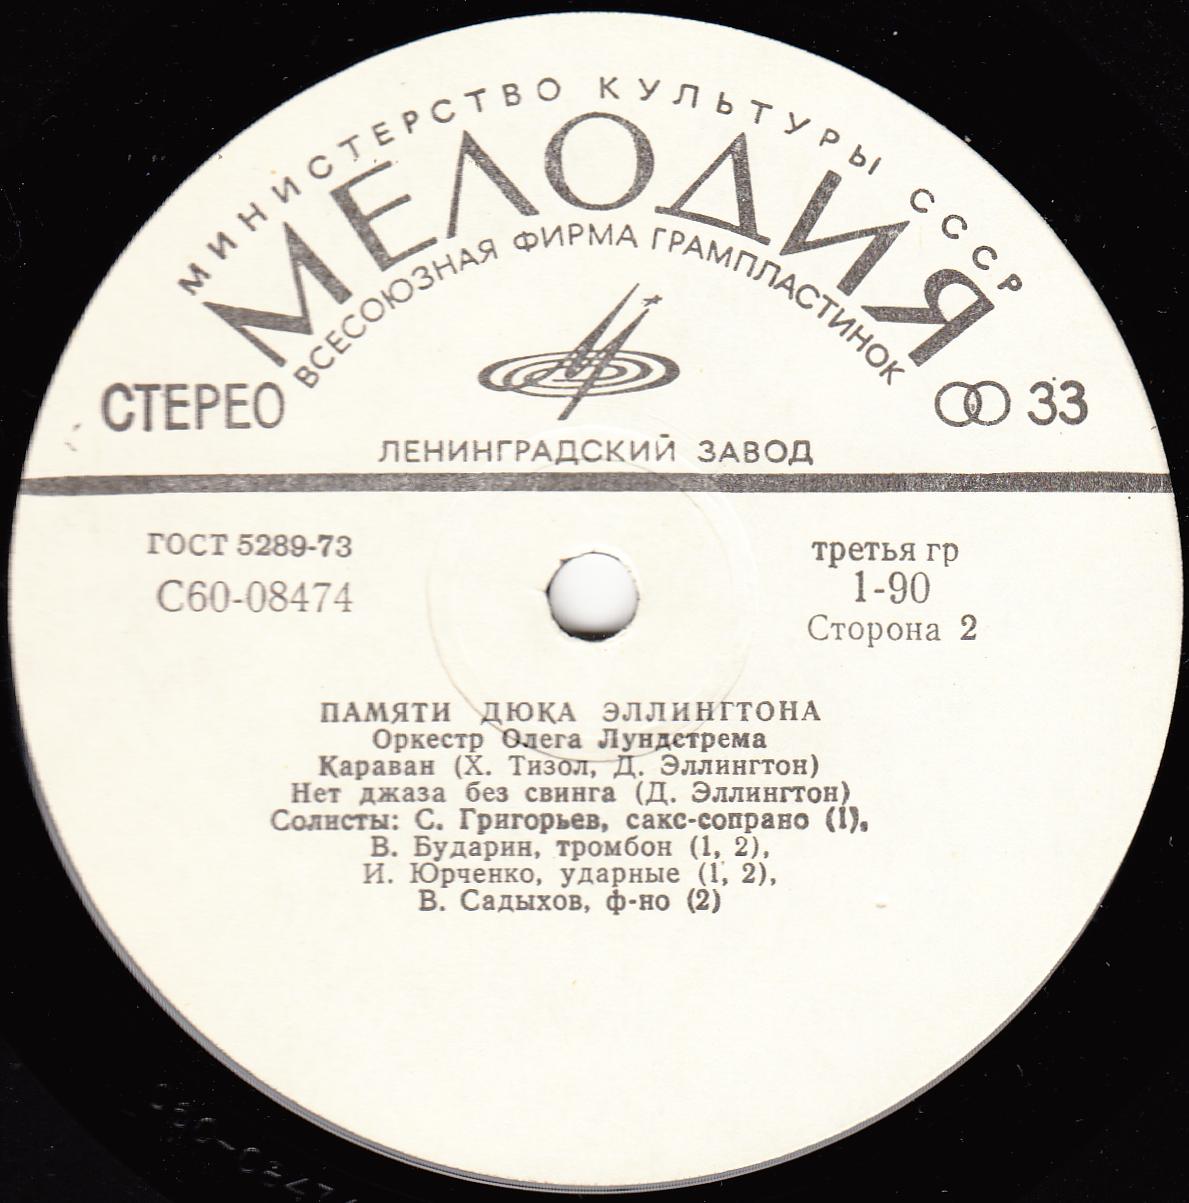 МИНИСТЕРСТВО КУЛЬТУРЫ СССР
МЕЛОДИЯ
ВСЕСОЮЗНАЯ ФИРМА ГРАМПЛАСТИНОК
СТЕРЕО
33
ЛЕНИНГРАДСКИЙ ЗАВОД
ГОСТ 5289-73
С60-08474
третья гр
1-90
Сторона 2
ПАМЯТИ ДЮКА ЭЛЛИНГТОНА
Оркестр Олега Лундстрема
Караван (Х. Тизол, Д. Эллингтон)
Нет джаза без свинга (Д. Эллингтон)
Солисты: С. Григорьев, сакс-сопрано (1),
В. Бударин, тромбон (1, 2),
И. Юрченко, ударные (1, 2),
В. Садыхов, ф-но (2)